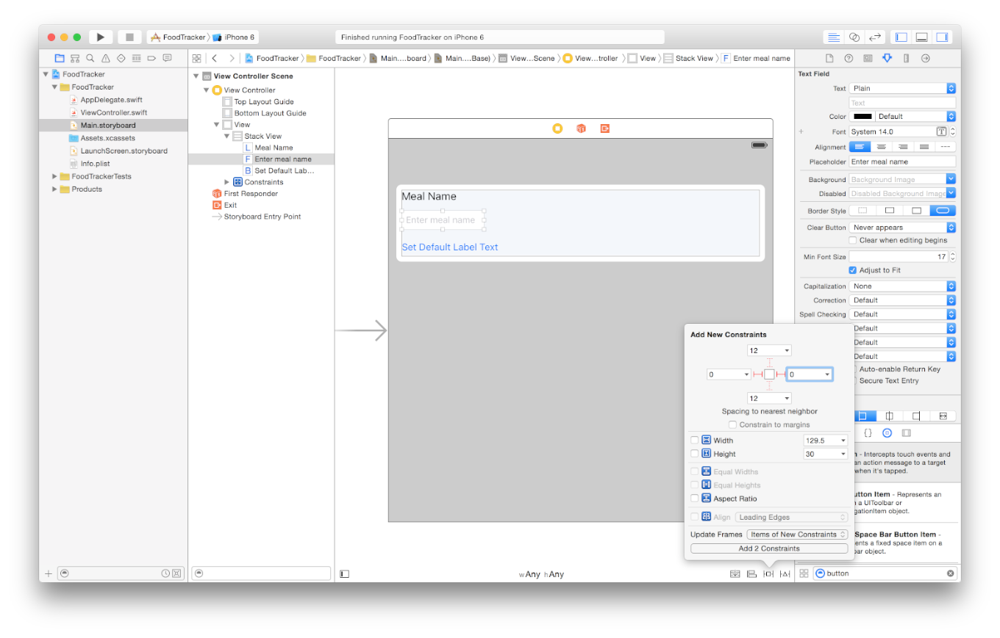 FoodTracker iPhone 6
Finished running FoodTracker on iPhone 6
FoodTracker FoodTracker Main....board Main....Base) View...Scene View...troller View Stack View F Enter meal name
FoodTracker
FoodTracker
AppDelegate.swift
ViewController.swift
Main.storyboard
Assets.xcassets
LaunchScreen.storyboard
Info.plist
FoodTrackerTests
Products
View Controller Scene
View Controller
Top Layout Guide
Bottom Layout Guide
View
Stack View
L Meal Name
F Enter meal name
B Set Default Lab...
Constraints
First Responder
Exit
Storyboard Entry Point
Meal Name
Enter meal name
Set Default Label Text
wAny hAny
Add New Constraints
12
0 0
12
Spacing to nearest neighbor
Constrain to margins
Width 129.5
Height 30
Equal Widths
Equal Heights
Aspect Ratio
Align Leading Edges
Update Frames Items of New Constraints
Add 2 Constraints
Text Field
Text Plain
Text
Color Default
Font System 14.0
Alignment
Placeholder Enter meal name
Background Background Image
Disabled Disabled Background Image
Border Style
Clear Button Never appears
Clear when editing begins
Min Font Size 17
Adjust to Fit
Capitalization None
Correction Default
Spell Checking Default
Default
Default
Default
Auto-enable Return Key
Secure Text Entry
{}
- Intercepts touch events and
an action message to a target
when it's tapped.
utton Item - Represents an
a UIToolbar or
gationItem object.
Space Bar Button Item -
ents a fixed space item on a
bar object.
button